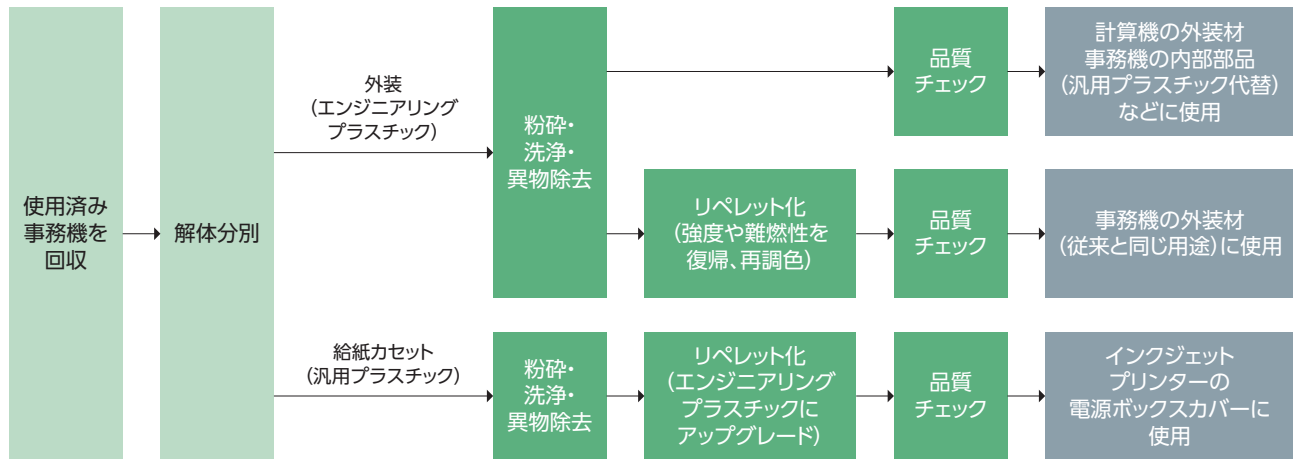 使用済み
事務機を
回収
解体分別
外装
(エンジニアリング
プラスチック)
粉砕・
洗浄・
異物除去
品質
チェック
計算機の外装材
事務機の内部部品
(汎用プラスチック代替)
などに使用
リペレット化
(強度や難燃性を
復帰、再調色)
品質
チェック
事務機の外装材
(従来と同じ用途)に使用
給紙カセット
(汎用プラスチック)
粉砕・
洗浄・
異物除去
リペレット化
(エンジニアリング
プラスチックに
アップグレード)
品質
チェック
インクジェット
プリンターの
電源ボックスカバーに
使用